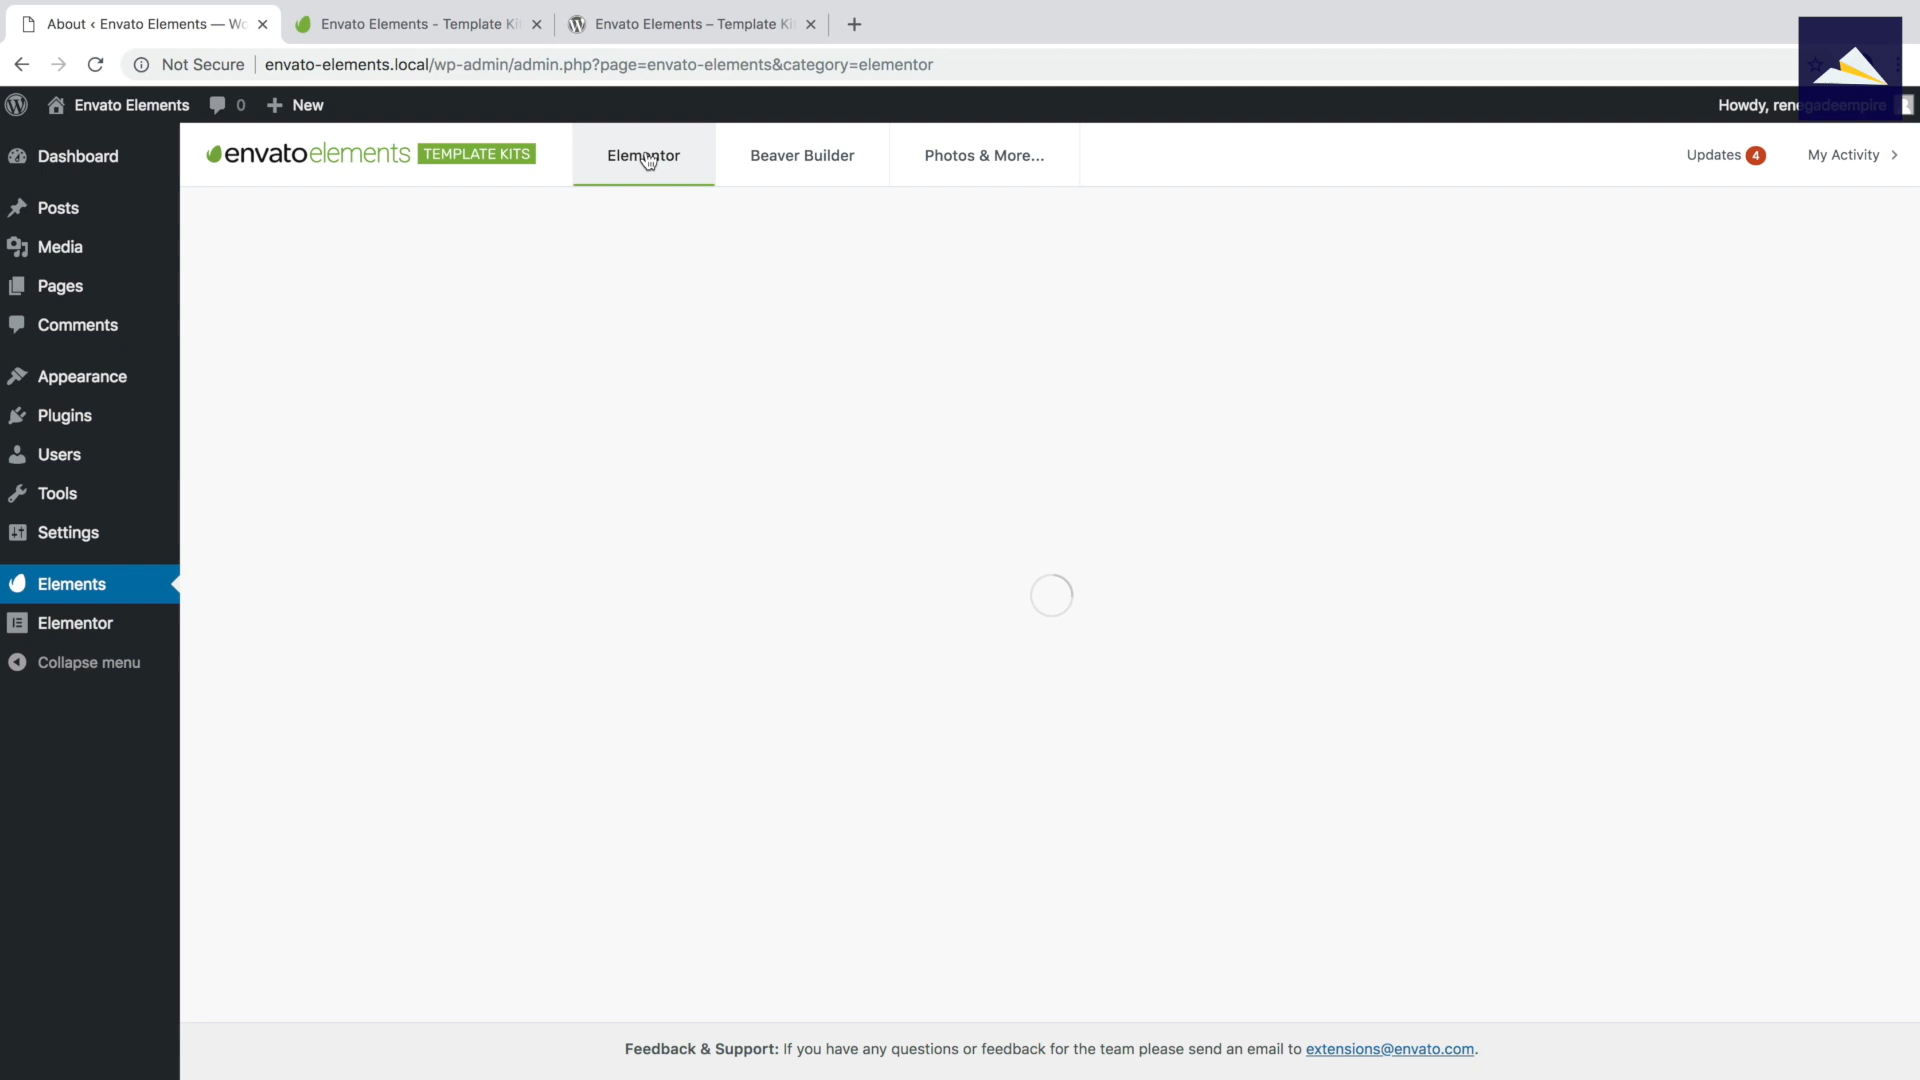 About ‹ Envato Elements — Wo
Envato Elements - Template Ki
Envato Elements – Template Ki
Not Secure
envato-elements.local/wp-admin/admin.php?page=envato-elements&category=elementor
Envato Elements
0
New
Howdy, renegadeempire
Dashboard
Posts
Media
Pages
Comments
Appearance
Plugins
Users
Tools
Settings
Elements
Elementor
Collapse menu
envatoelements TEMPLATE KITS
Elementor
Beaver Builder
Photos & More...
Updates 4
My Activity
Feedback & Support: If you have any questions or feedback for the team please send an email to extensions@envato.com.